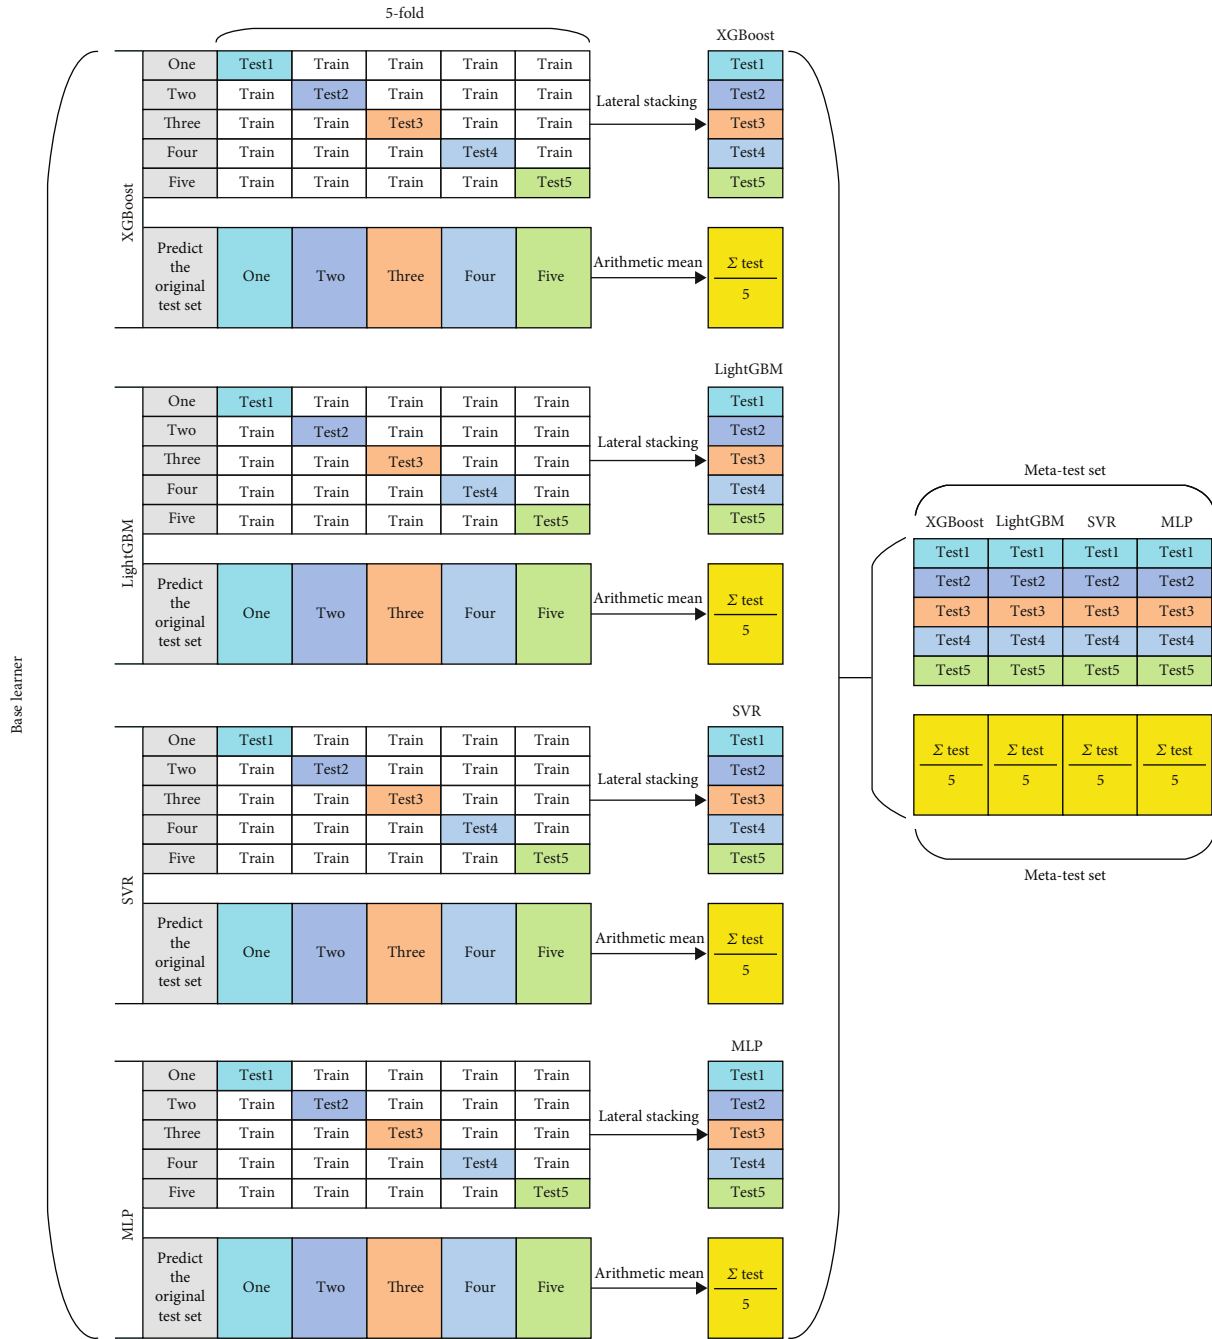 5-fold
XGBoost
One Test1 Train Train Train Train Test1
Two Train Test2 Train Train Train Lateral stacking Test2
Three Train Train Test3 Train Train Test3
Four Train Train Train Test4 Train Test4
Five Train Train Train Train Test5 Test5
XGBoost
Predict
the
original
test set
One Two Three Four Five
Arithmetic mean
Σ test
5
LightGBM
One Test1 Train Train Train Train Test1
Two Train Test2 Train Train Train Lateral stacking Test2
Three Train Train Test3 Train Train Test3
Four Train Train Train Test4 Train Test4
Five Train Train Train Train Test5 Test5
LightGBM
Predict
the
original
test set
One Two Three Four Five
Arithmetic mean
Σ test
5
Base learner
SVR
One Test1 Train Train Train Train Test1
Two Train Test2 Train Train Train Lateral stacking Test2
Three Train Train Test3 Train Train Test3
Four Train Train Train Test4 Train Test4
Five Train Train Train Train Test5 Test5
SVR
Predict
the
original
test set
One Two Three Four Five
Arithmetic mean
Σ test
5
MLP
One Test1 Train Train Train Train Test1
Two Train Test2 Train Train Train Lateral stacking Test2
Three Train Train Test3 Train Train Test3
Four Train Train Train Test4 Train Test4
Five Train Train Train Train Test5 Test5
MLP
Predict
the
original
test set
One Two Three Four Five
Arithmetic mean
Σ test
5
Meta-test set
XGBoost LightGBM SVR MLP
Test1 Test1 Test1 Test1
Test2 Test2 Test2 Test2
Test3 Test3 Test3 Test3
Test4 Test4 Test4 Test4
Test5 Test5 Test5 Test5
Σ test Σ test Σ test Σ test
5 5 5 5
Meta-test set